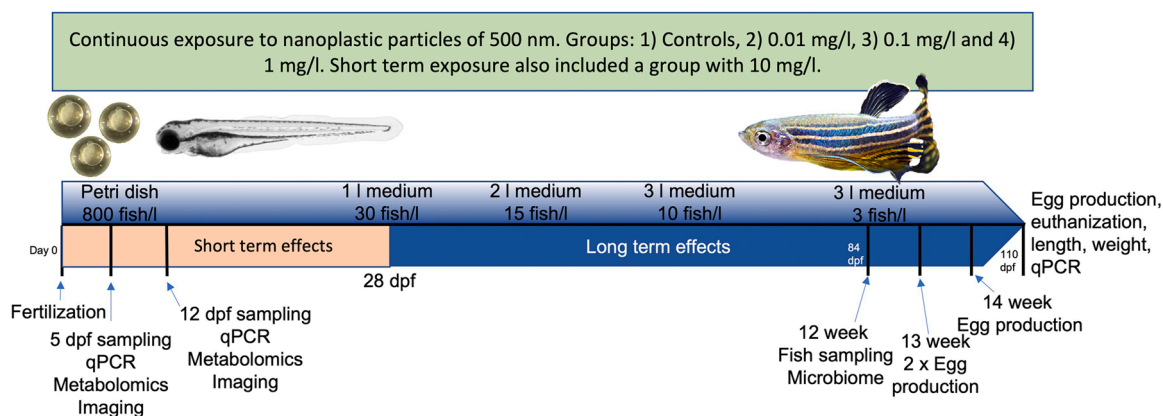 Continuous exposure to nanoplastic particles of 500 nm. Groups: 1) Controls, 2) 0.01 mg/l, 3) 0.1 mg/l and 4)
1 mg/l. Short term exposure also included a group with 10 mg/l.
Petri dish
800 fish/l
1 l medium
30 fish/l
2 l medium
15 fish/l
3 l medium
10 fish/l
3 l medium
3 fish/l
Day 0
Short term effects
Long term effects
84
dpf
110
dpf
Egg production,
euthanization,
length, weight,
qPCR
28 dpf
Fertilization
5 dpf sampling
qPCR
Metabolomics
Imaging
12 dpf sampling
qPCR
Metabolomics
Imaging
12 week
Fish sampling
Microbiome
13 week
2 x Egg
production
14 week
Egg production